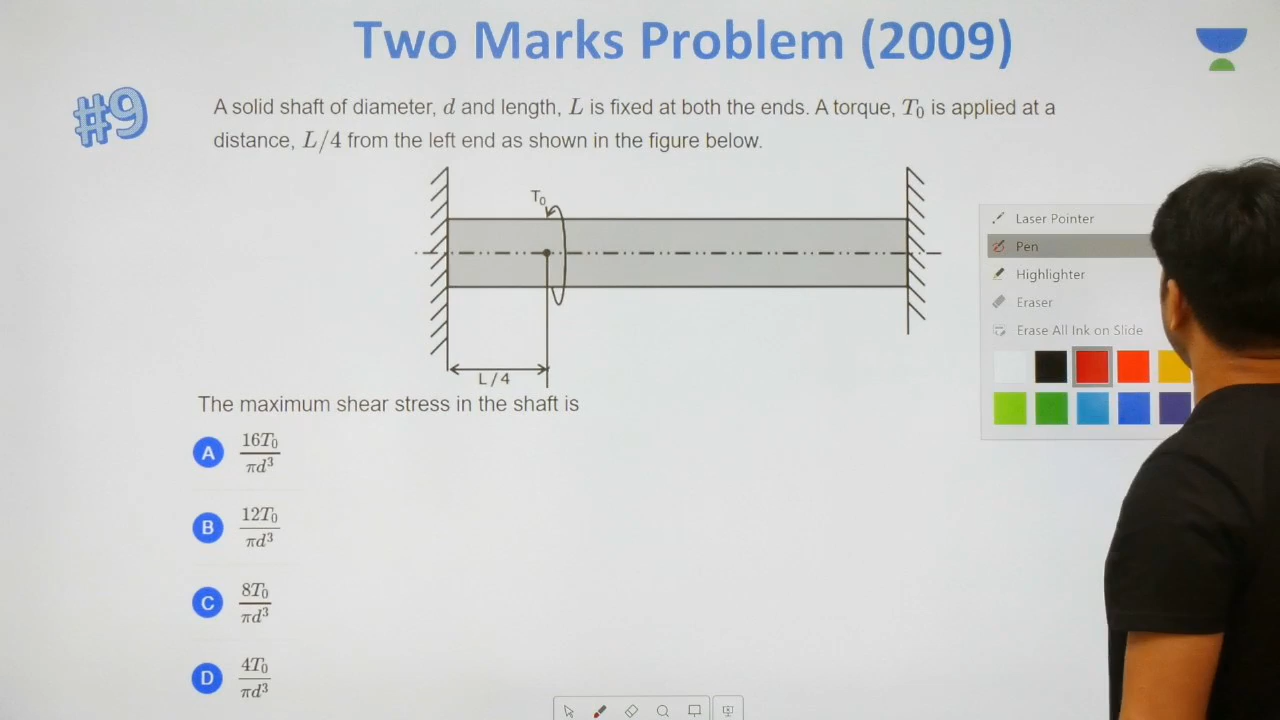 Two Marks Problem (2009)
#9
A solid shaft of diameter, d and length, L is fixed at both the ends. A torque, T₀ is applied at a
distance, L/4 from the left end as shown in the figure below.
T₀
L/4
The maximum shear stress in the shaft is
A 16T₀/πd³
B 12T₀/πd³
C 8T₀/πd³
D 4T₀/πd³
Laser Pointer
Pen
Highlighter
Eraser
Erase All Ink on Slide